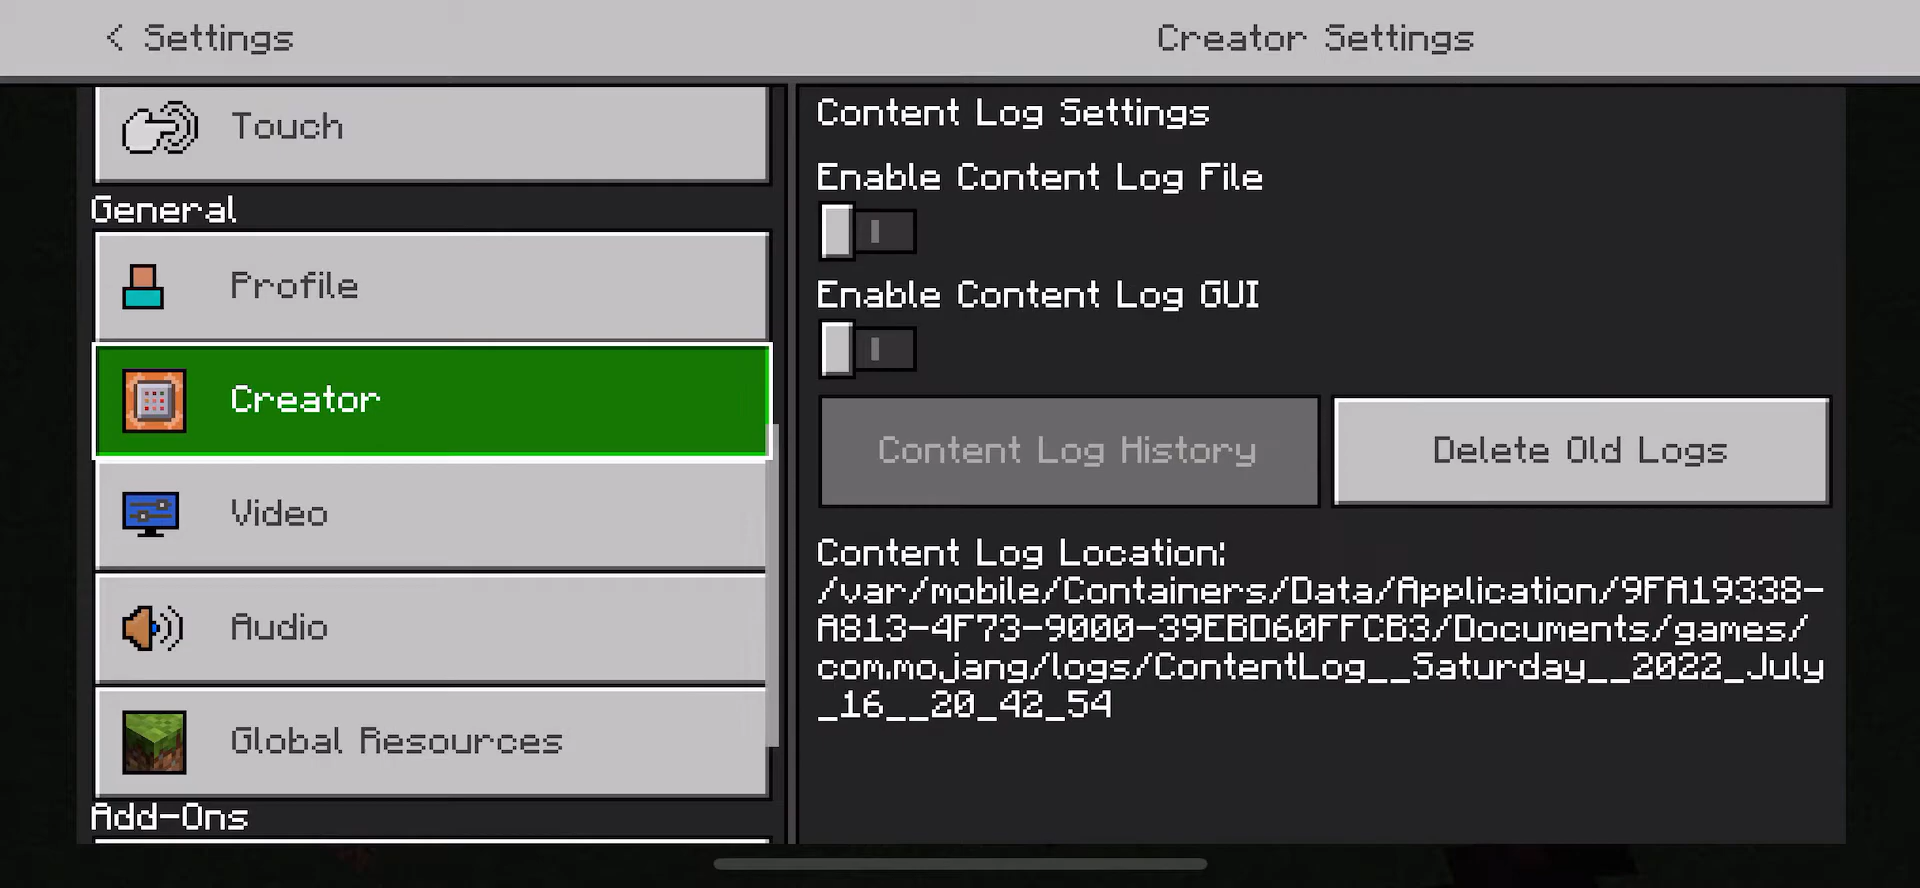 Settings
Creator Settings
Touch
General
Profile
Creator
Video
Audio
Global Resources
Add-Ons
Content Log Settings
Enable Content Log File
Enable Content Log GUI
Content Log History
Delete Old Logs
Content Log Location:
/var/mobile/Containers/Data/Application/9FA19338-
A813-4F73-9000-39EBD60FFCB3/Documents/games/
com.mojang/logs/ContentLog__Saturday__2022_July
_16__20_42_54